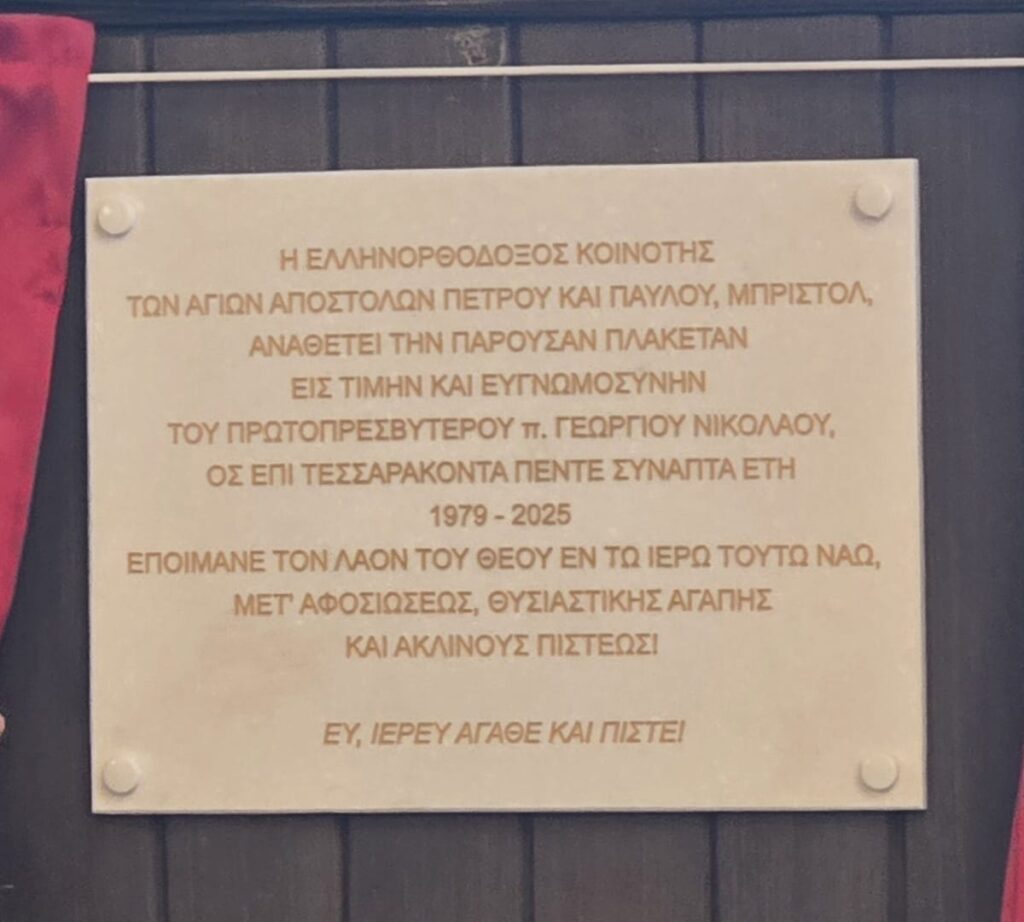 Η ΕΛΛΗΝΟΡΘΟΔΟΞΟΣ ΚΟΙΝΟΤΗΣ
ΤΩΝ ΑΓΙΩΝ ΑΠΟΣΤΟΛΩΝ ΠΕΤΡΟΥ ΚΑΙ ΠΑΥΛΟΥ, ΜΠΡΙΣΤΟΛ,
ΑΝΑΘΕΤΕΙ ΤΗΝ ΠΑΡΟΥΣΑΝ ΠΛΑΚΕΤΑΝ
ΕΙΣ ΤΙΜΗΝ ΚΑΙ ΕΥΓΝΩΜΟΣΥΝΗΝ
ΤΟΥ ΠΡΩΤΟΠΡΕΣΒΥΤΕΡΟΥ π. ΓΕΩΡΓΙΟΥ ΝΙΚΟΛΑΟΥ,
ΟΣ ΕΠΙ ΤΕΣΣΑΡΑΚΟΝΤΑ ΠΕΝΤΕ ΣΥΝΑΠΤΑ ΕΤΗ
1979 - 2025
ΕΠΟΙΜΑΝΕ ΤΟΝ ΛΑΟΝ ΤΟΥ ΘΕΟΥ ΕΝ ΤΩ ΙΕΡΩ ΤΟΥΤΩ ΝΑΩ,
ΜΕΤ' ΑΦΟΣΙΩΣΕΩΣ, ΘΥΣΙΑΣΤΙΚΗΣ ΑΓΑΠΗΣ
ΚΑΙ ΑΚΛΙΝΟΥΣ ΠΙΣΤΕΩΣ!
ΕΥ, ΙΕΡΕΥ ΑΓΑΘΕ ΚΑΙ ΠΙΣΤΕ!